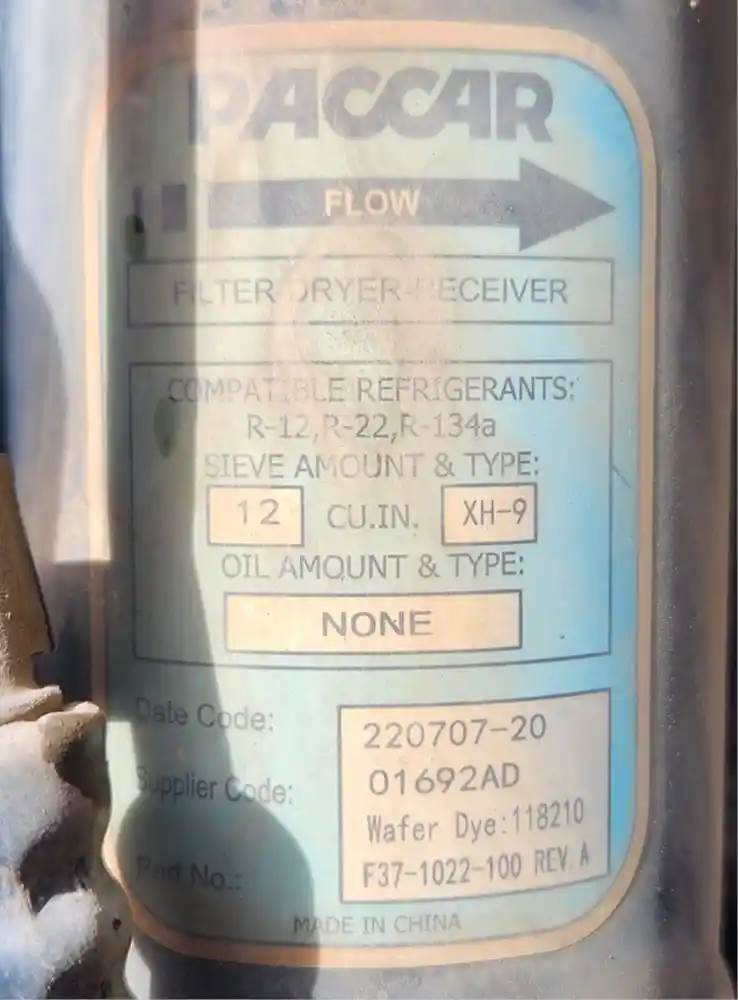 PACCAR
FLOW
FILTER-DRYER-RECEIVER
COMPATIBLE REFRIGERANTS:
R-12,R-22,R-134a
SIEVE AMOUNT & TYPE:
12 CU.IN. XH-9
OIL AMOUNT & TYPE:
NONE
Date Code: 220707-20
Supplier Code: 01692AD
Wafer Dye:118210
Part No.: F37-1022-100 REV A
MADE IN CHINA